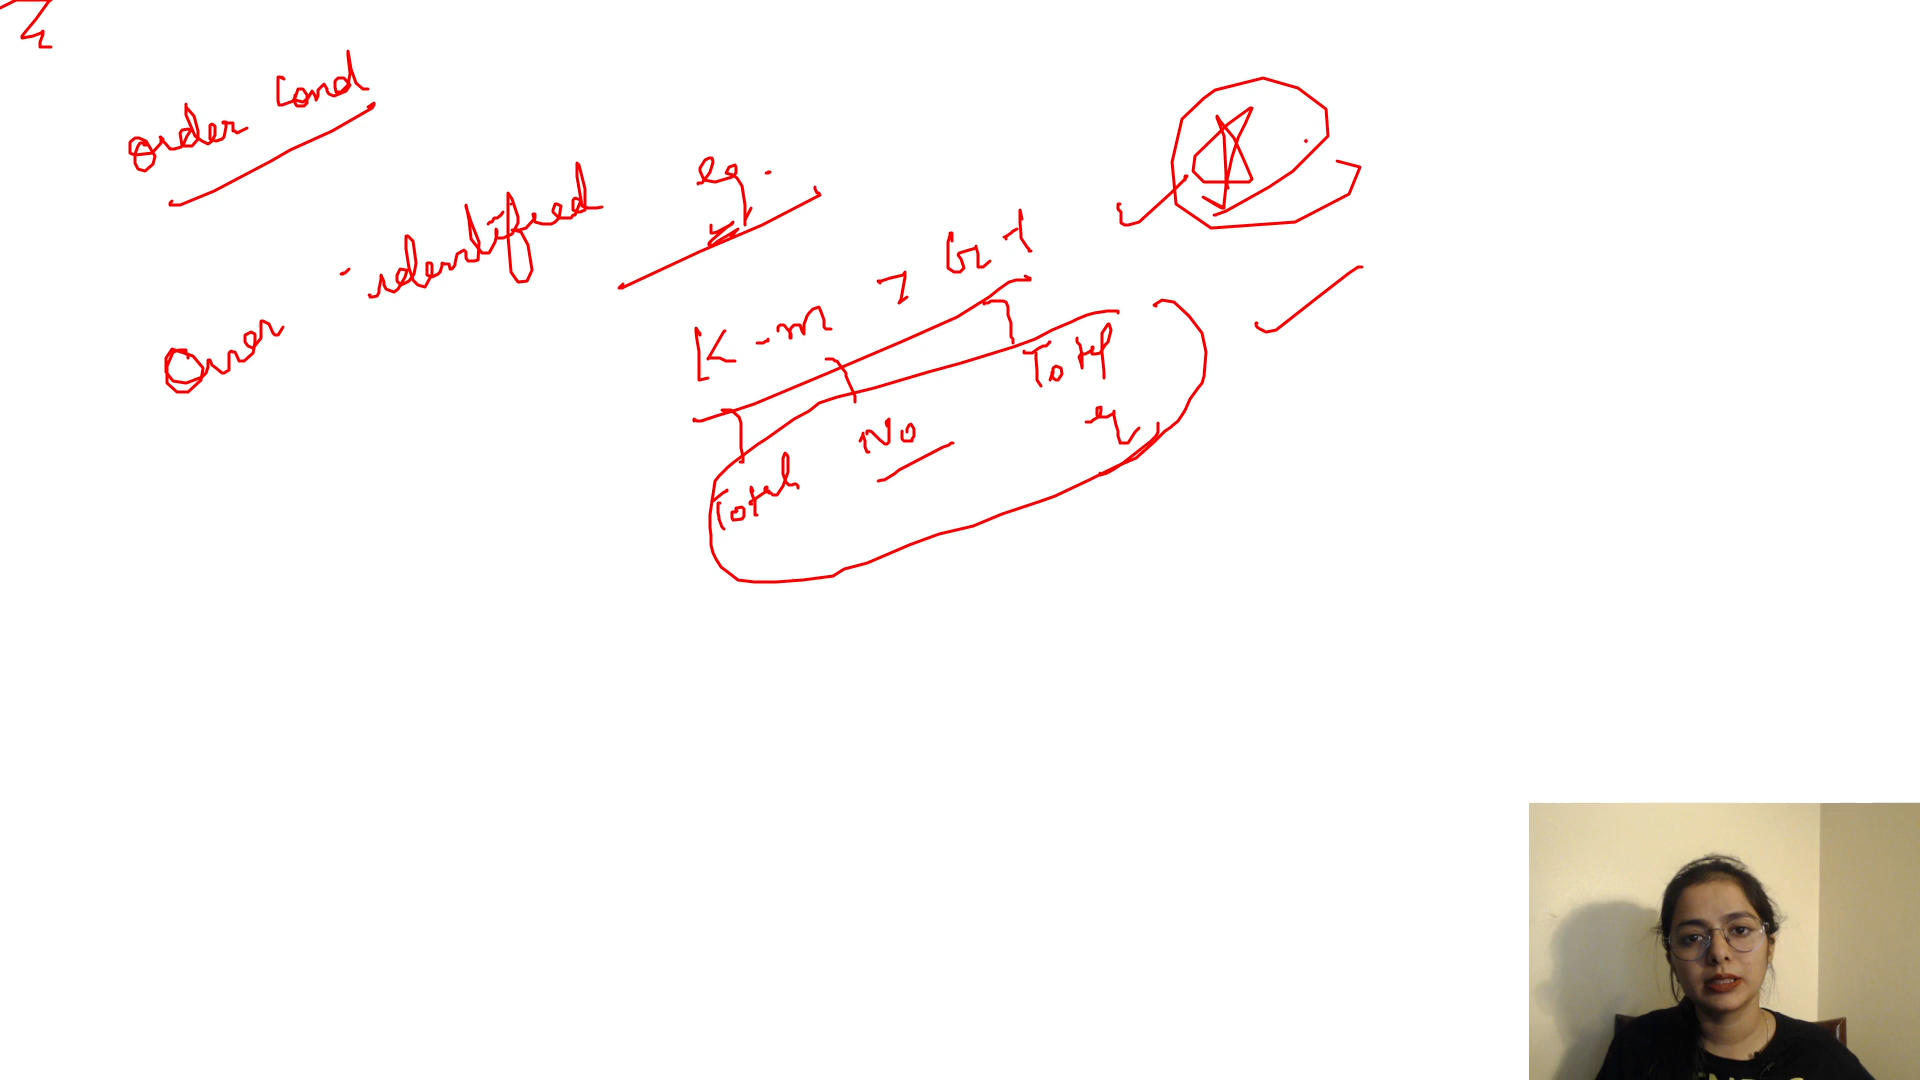 order Cond
Over identified eq.
K - m > G - 1
Total No Total
eq